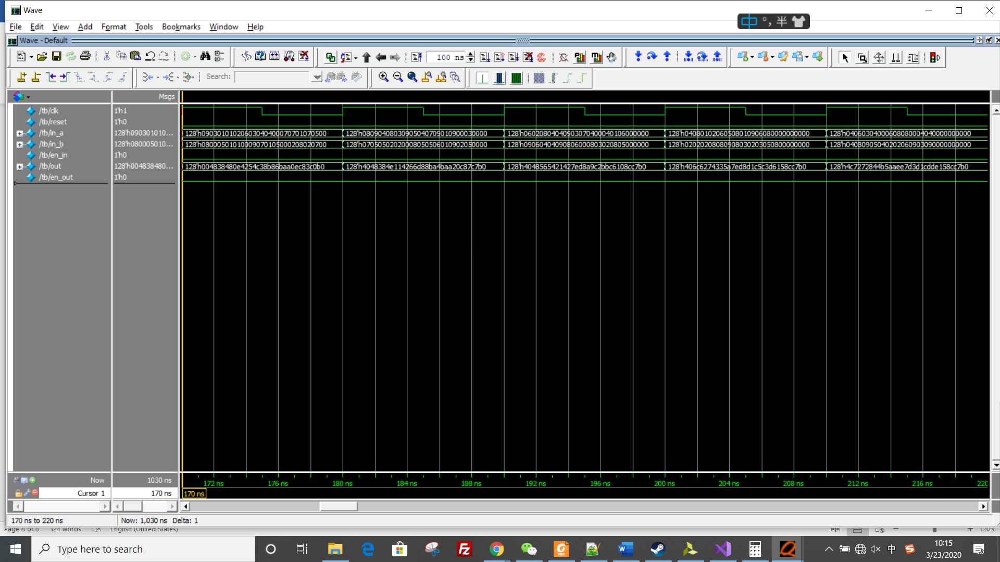 Wave
中 °, 半
File Edit View Add Format Tools Bookmarks Window Help
Wave - Default
100 ns
Search:
Msgs
/tb/clk 1'h1
/tb/reset 1'h0
/tb/in_a 128'h090301010... 128'h09030101020603040400070701070500 128'h08090408030905040709010900030000 128'h06020804040903070400040106000000 128'h04080102060508010906080000000000 128'h04060304000608080004040000000000
/tb/in_b 128'h080005010... 128'h08000501010009070105000208020700 128'h07050502020008050506010902050000 128'h09060404090806000803020805000000 128'h02020208080908030203050800000000 128'h04080905040202060903090000000000
/tb/en_in 1'h0
/tb/out 128'h004838480... 128'h004838480e4254c38b86baa0ec83c0b0 128'h4048384e114266d88ba4baa20c87c7b0 128'h4048565421427ed8a9c2bbc6108cc7b0 128'h406c6274335a7ed8d1c5c3d6158cc7b0 128'h4c7272844b5aaee7d3d1cdde158cc7b0
/tb/en_out 1'h0
Now 1030 ns
172 ns 176 ns 180 ns 184 ns 188 ns 192 ns 196 ns 200 ns 204 ns 208 ns 212 ns 216 ns 220
Cursor 1 170 ns 170 ns
170 ns to 220 ns Now: 1,030 ns Delta: 1
Page 8 of 8 324 words English (United States) 120%
Type here to search
中
10:15
3/23/2020